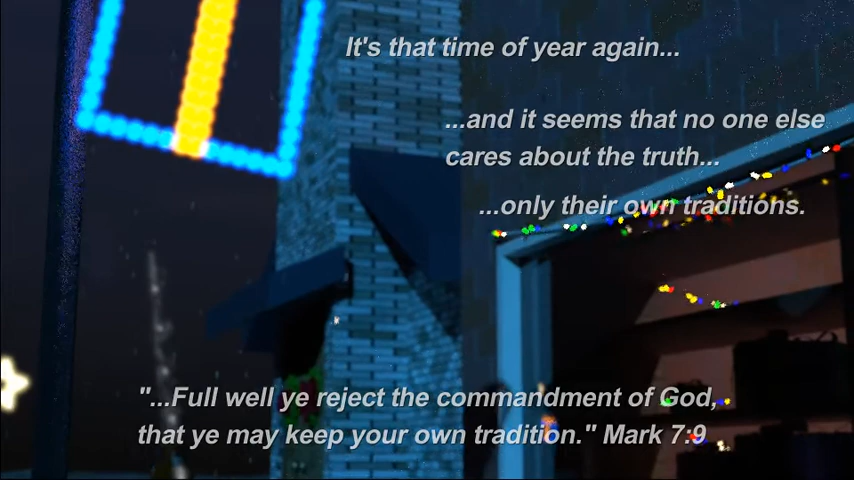 It's that time of year again...
...and it seems that no one else
cares about the truth...
...only their own traditions.
"...Full well ye reject the commandment of God,
that ye may keep your own tradition." Mark 7:9